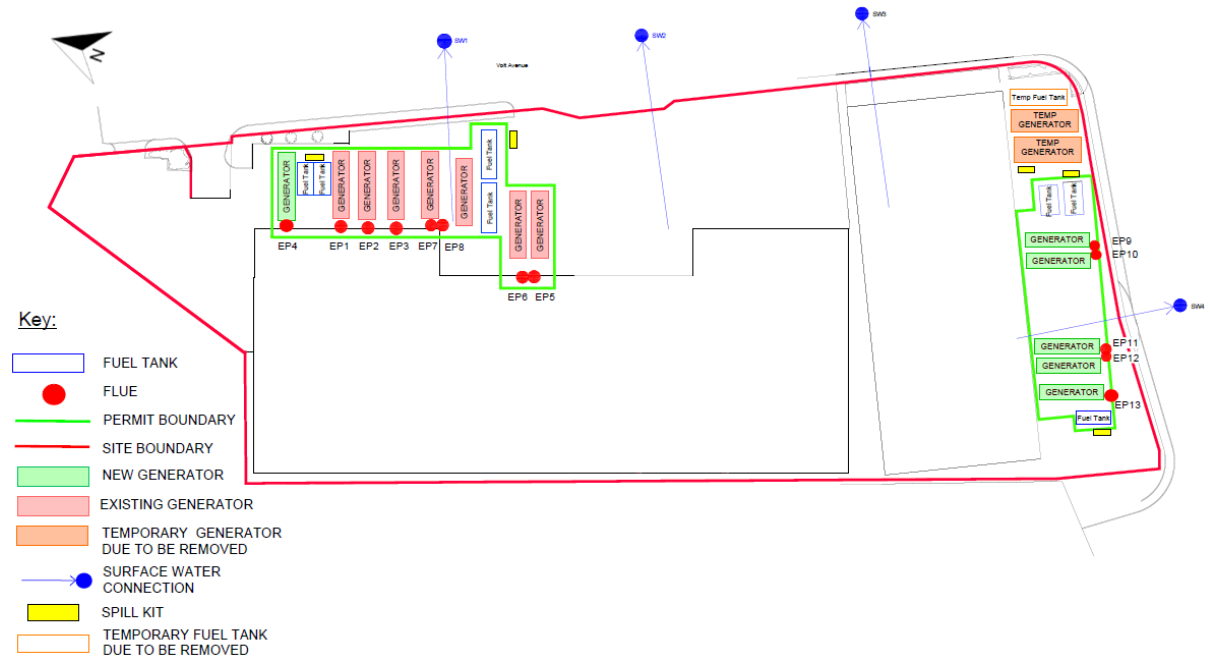 SW3
SW1
SW2
N
Volt Avenue
Temp Fuel Tank
TEMP
GENERATOR
TEMP
GENERATOR
GENERATOR
Fuel Tank
Fuel Tank
GENERATOR
GENERATOR
GENERATOR
GENERATOR
GENERATOR
Fuel Tank
Fuel Tank
GENERATOR
GENERATOR
Fuel Tank
Fuel Tank
EP4
EP1
EP2
EP3
EP7
EP8
EP6
EP5
GENERATOR
EP9
GENERATOR
EP10
SW4
GENERATOR
EP11
GENERATOR
EP12
GENERATOR
EP13
Fuel Tank
Key:
FUEL TANK
FLUE
PERMIT BOUNDARY
SITE BOUNDARY
NEW GENERATOR
EXISTING GENERATOR
TEMPORARY GENERATOR
DUE TO BE REMOVED
SURFACE WATER
CONNECTION
SPILL KIT
TEMPORARY FUEL TANK
DUE TO BE REMOVED